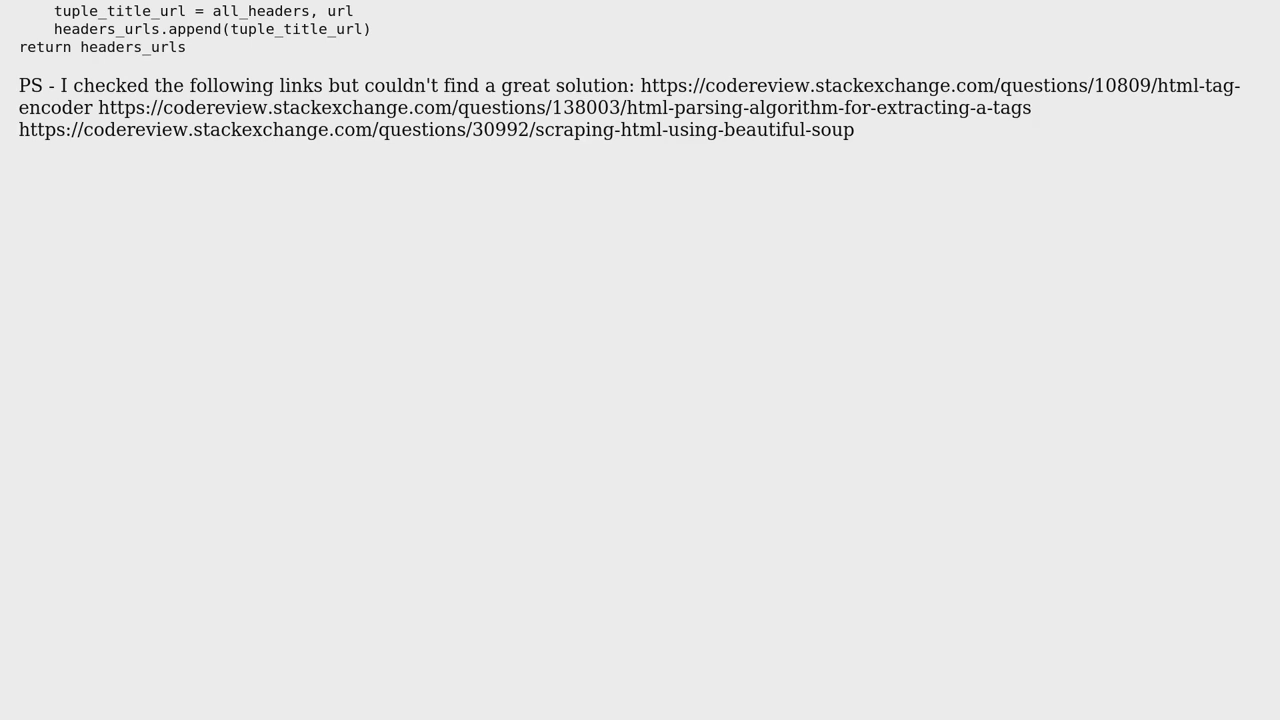 tuple_title_url = all_headers, url
headers_urls.append(tuple_title_url)
return headers_urls
PS - I checked the following links but couldn't find a great solution: https://codereview.stackexchange.com/questions/10809/html-tag-
encoder https://codereview.stackexchange.com/questions/138003/html-parsing-algorithm-for-extracting-a-tags
https://codereview.stackexchange.com/questions/30992/scraping-html-using-beautiful-soup